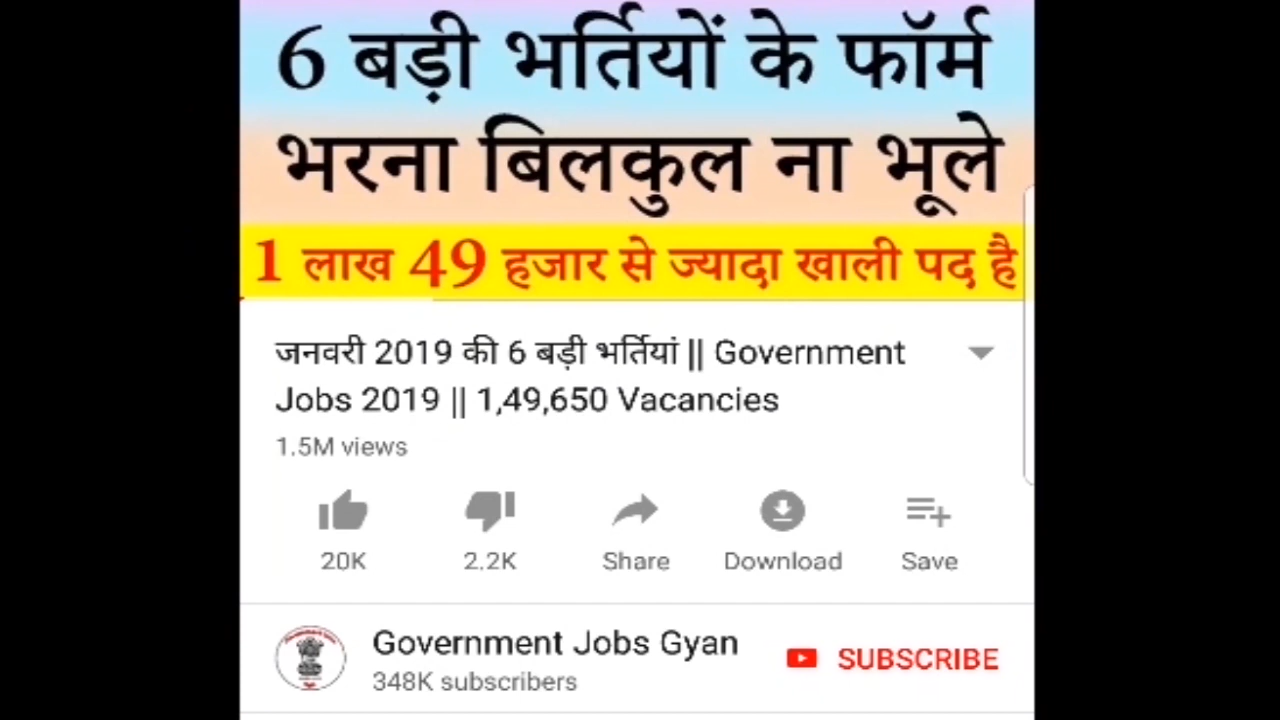 6 बड़ी भर्तियों के फॉर्म
भरना बिलकुल ना भूले
1 लाख 49 हजार से ज्यादा खाली पद है
जनवरी 2019 की 6 बड़ी भर्तियां || Government
Jobs 2019 || 1,49,650 Vacancies
1.5M views
20K 2.2K Share Download Save
Government Jobs Gyan
348K subscribers
SUBSCRIBE